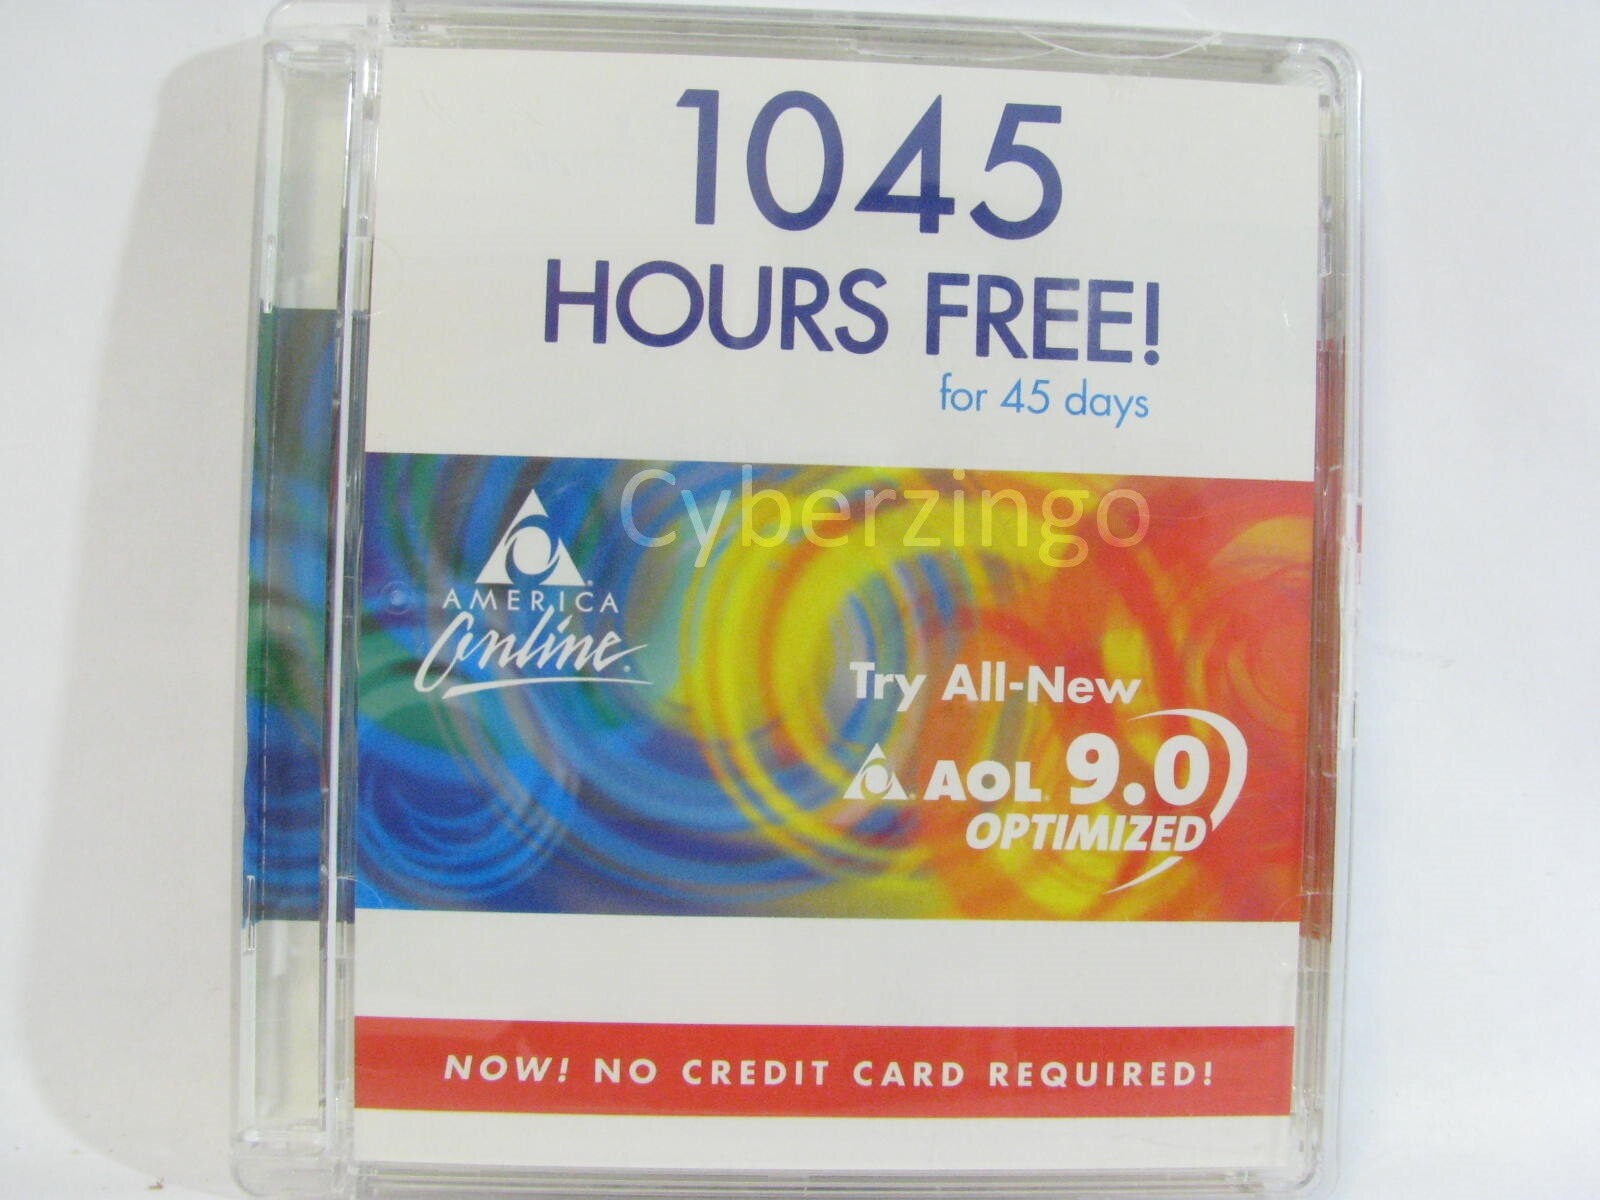 1045
HOURS FREE!
for 45 days
Cyberzingo
AMERICA
Online
Try All-New
AOL 9.0
OPTIMIZED
NOW! NO CREDIT CARD REQUIRED!